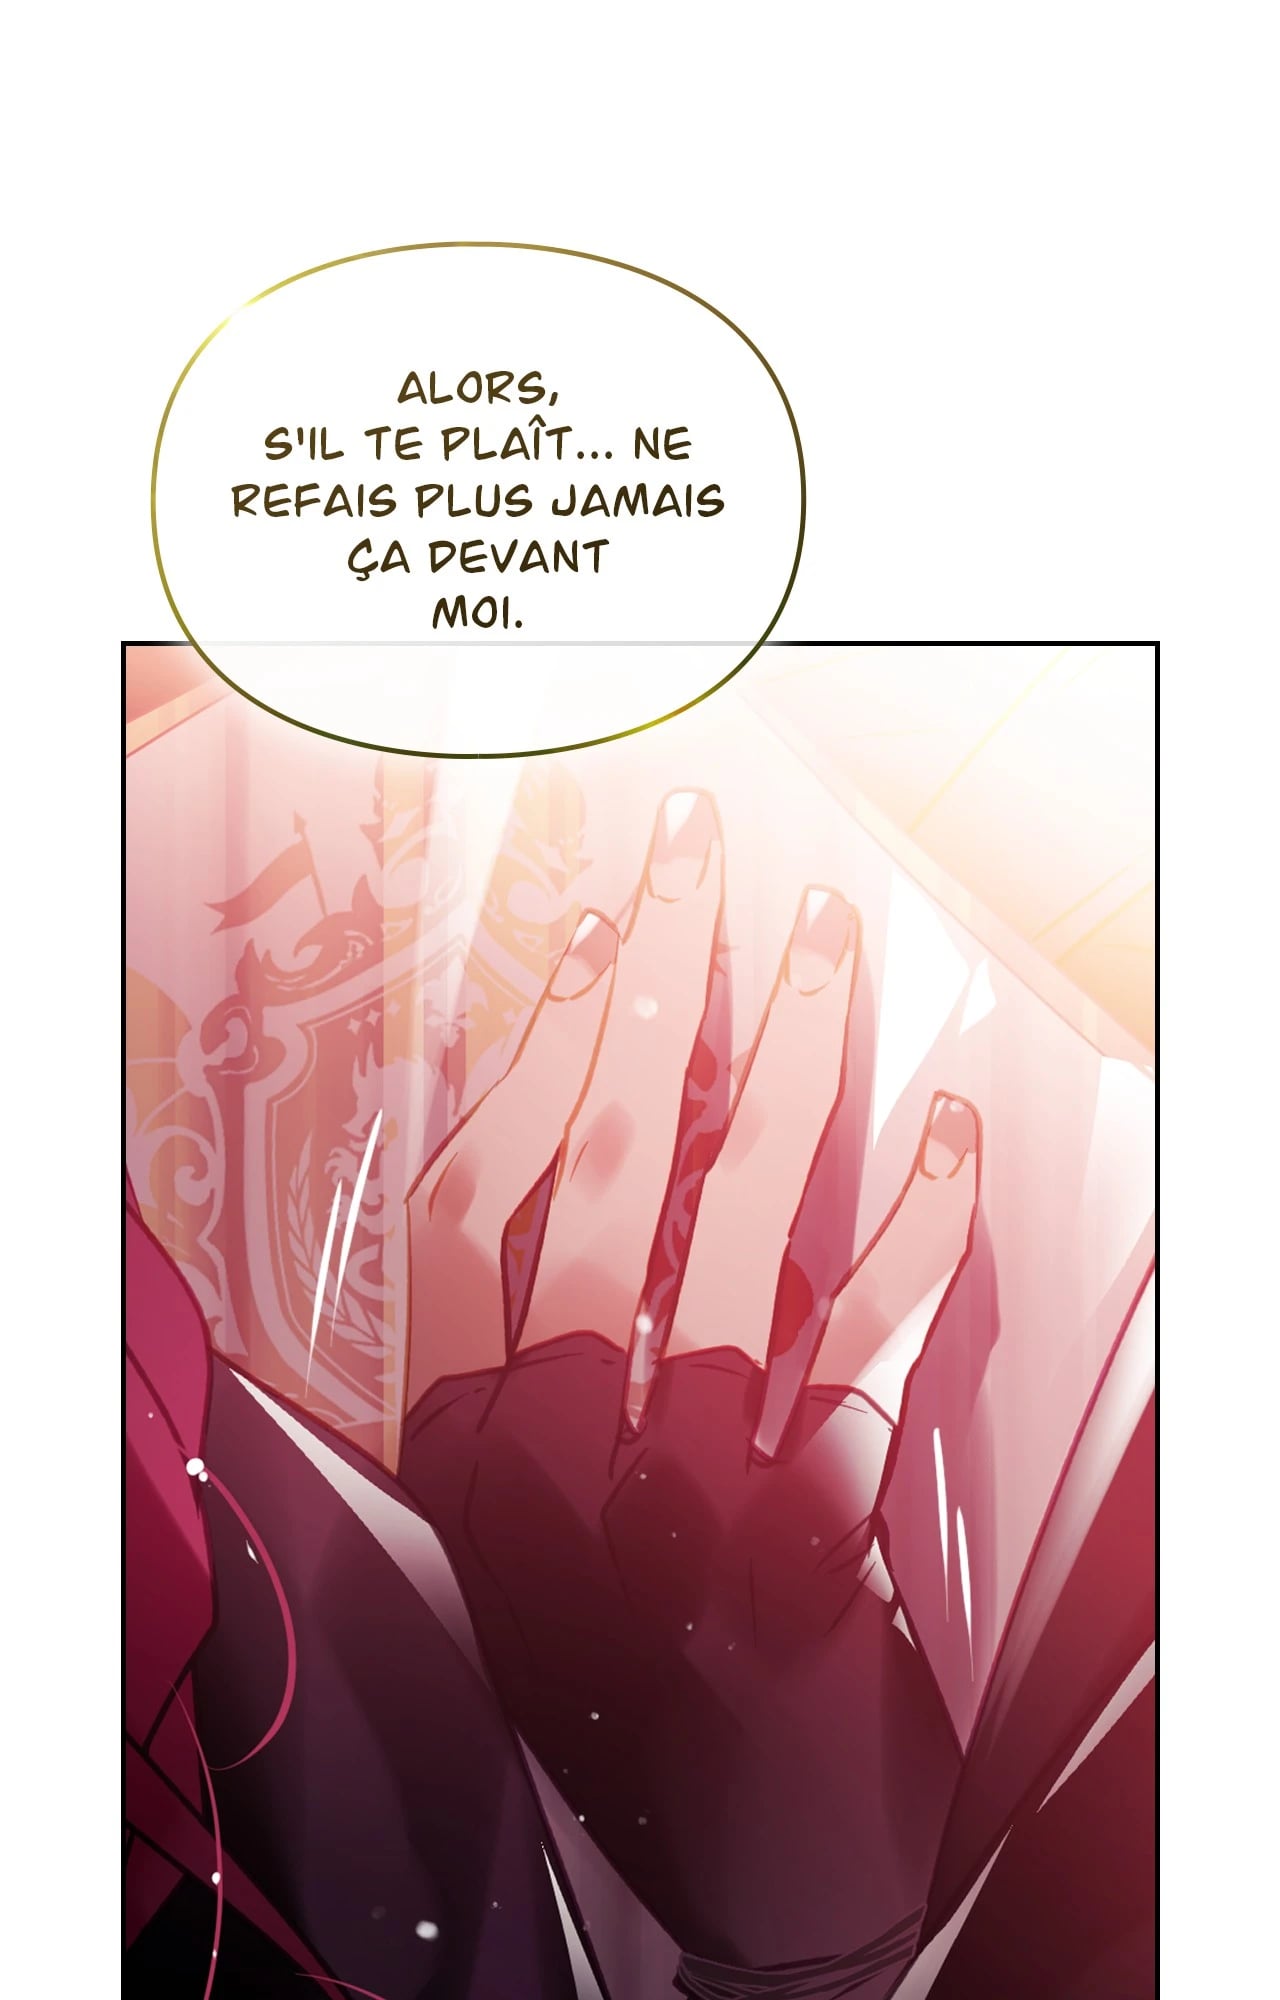 ALORS,
S'IL TE PLAÎT... NE
REFAIS PLUS JAMAIS
ÇA DEVANT
MOI.